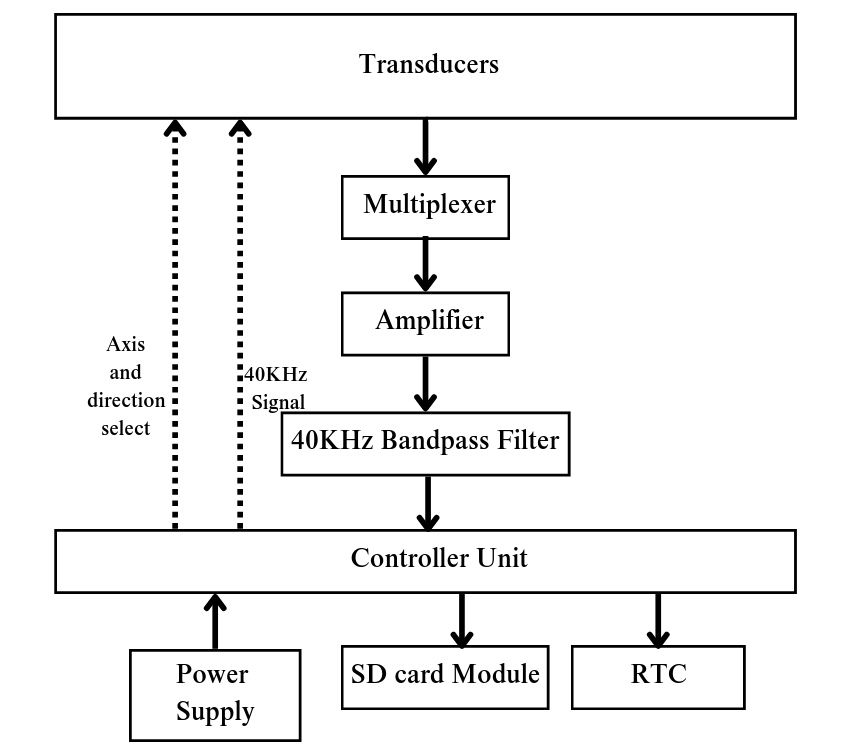 Transducers
Multiplexer
Amplifier
Axis
and
direction
select
40KHz
Signal
40KHz Bandpass Filter
Controller Unit
Power
Supply
SD card Module
RTC